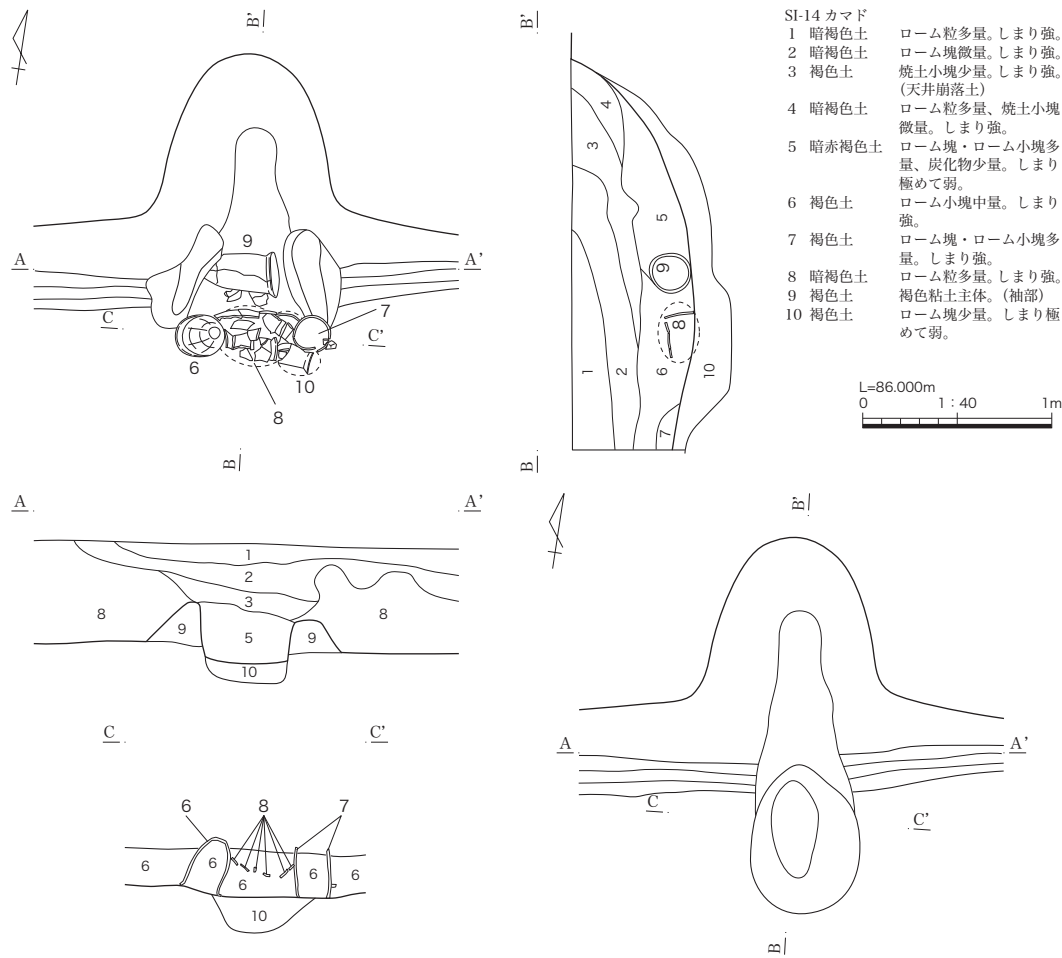 B'
A
A'
C
C'
9
7
6
10
8
B
B'
4
3
5
9
8
1
2
6
10
7
B
SI-14 カマド
1 暗褐色土 ローム粒多量。しまり強。
2 暗褐色土 ローム塊微量。しまり強。
3 褐色土 焼土小塊少量。しまり強。
(天井崩落土)
4 暗褐色土 ローム粒多量、焼土小塊
微量。しまり強。
5 暗赤褐色土 ローム塊・ローム小塊多
量、炭化物少量。しまり
極めて弱。
6 褐色土 ローム小塊中量。しまり
強。
7 褐色土 ローム塊・ローム小塊多
量。しまり強。
8 暗褐色土 ローム粒多量。しまり強。
9 褐色土 褐色粘土主体。(袖部)
10 褐色土 ローム塊少量。しまり極
めて弱。
L=86.000m
0 1:40 1m
A A'
1
2
3
8 8
9 5 9
10
C C'
6 8 7
6 6 6 6 6
10
B'
A A'
C C'
B